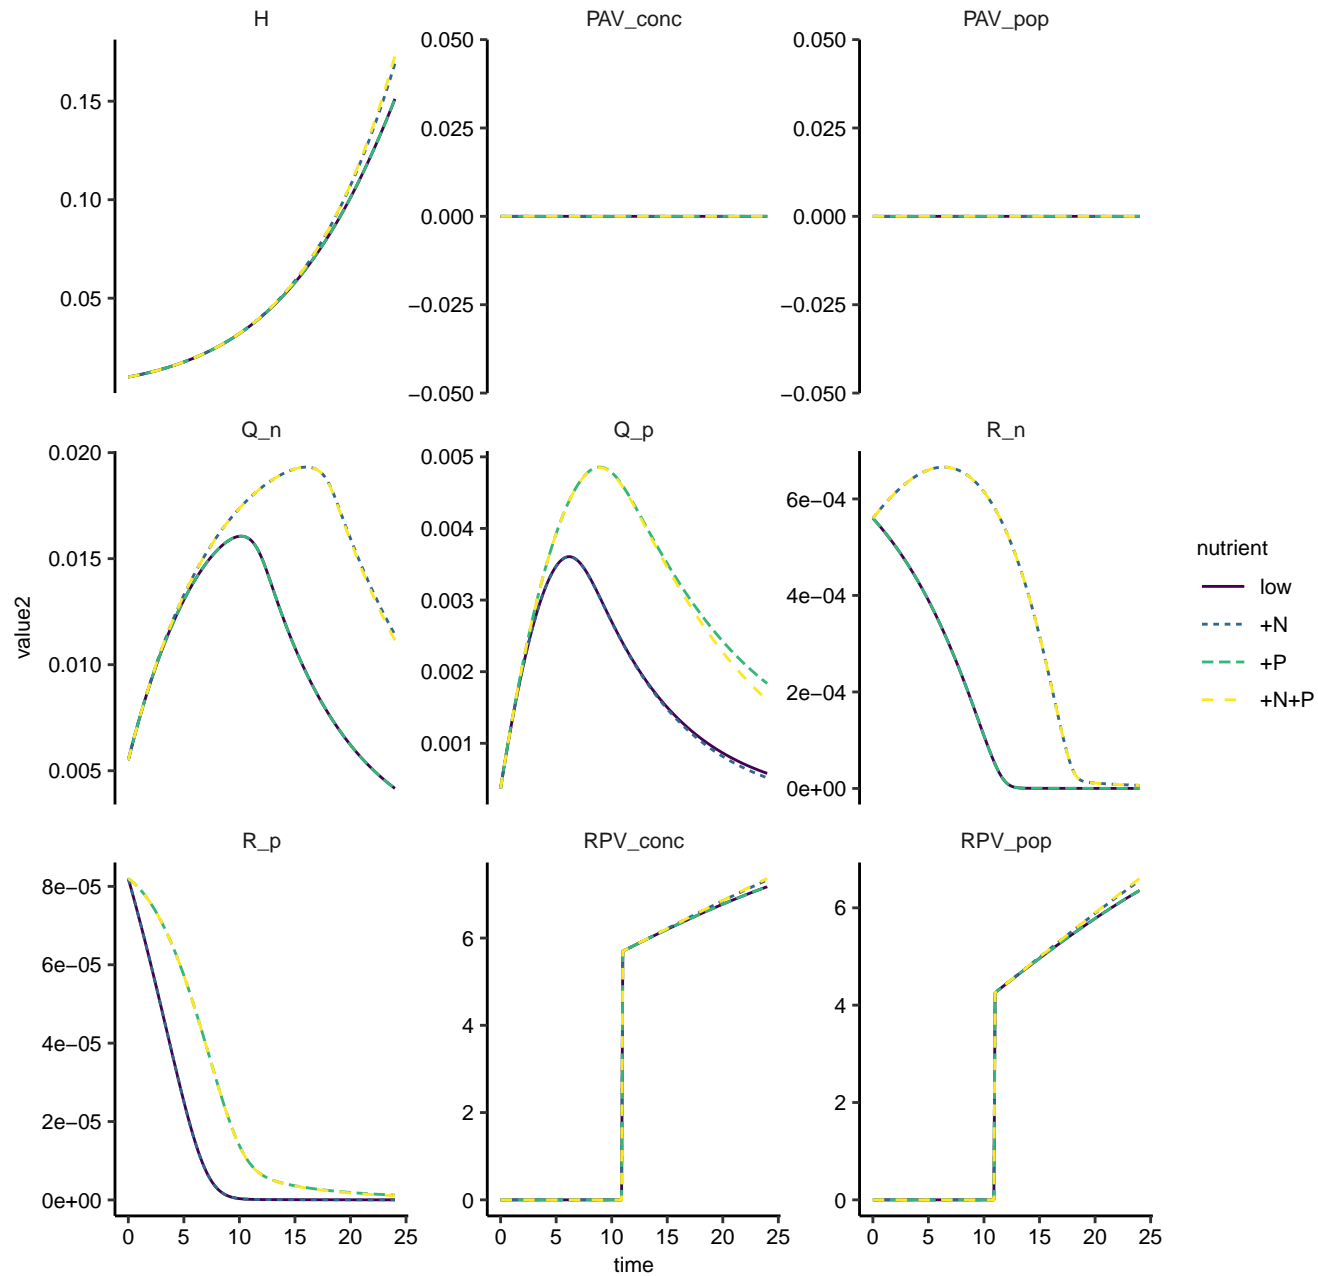 H
PAV_conc
PAV_pop
0.15
0.10
0.05
0.050
0.025
0.000
−0.025
−0.050
0.050
0.025
0.000
−0.025
−0.050
Q_n
Q_p
R_n
0.020
0.015
0.010
0.005
0.005
0.004
0.003
0.002
0.001
6e−04
4e−04
2e−04
0e+00
value2
nutrient
low
+N
+P
+N+P
R_p
RPV_conc
RPV_pop
8e−05
6e−05
4e−05
2e−05
0e+00
6
4
2
0
6
4
2
0
0 5 10 15 20 25
0 5 10 15 20 25
0 5 10 15 20 25
time